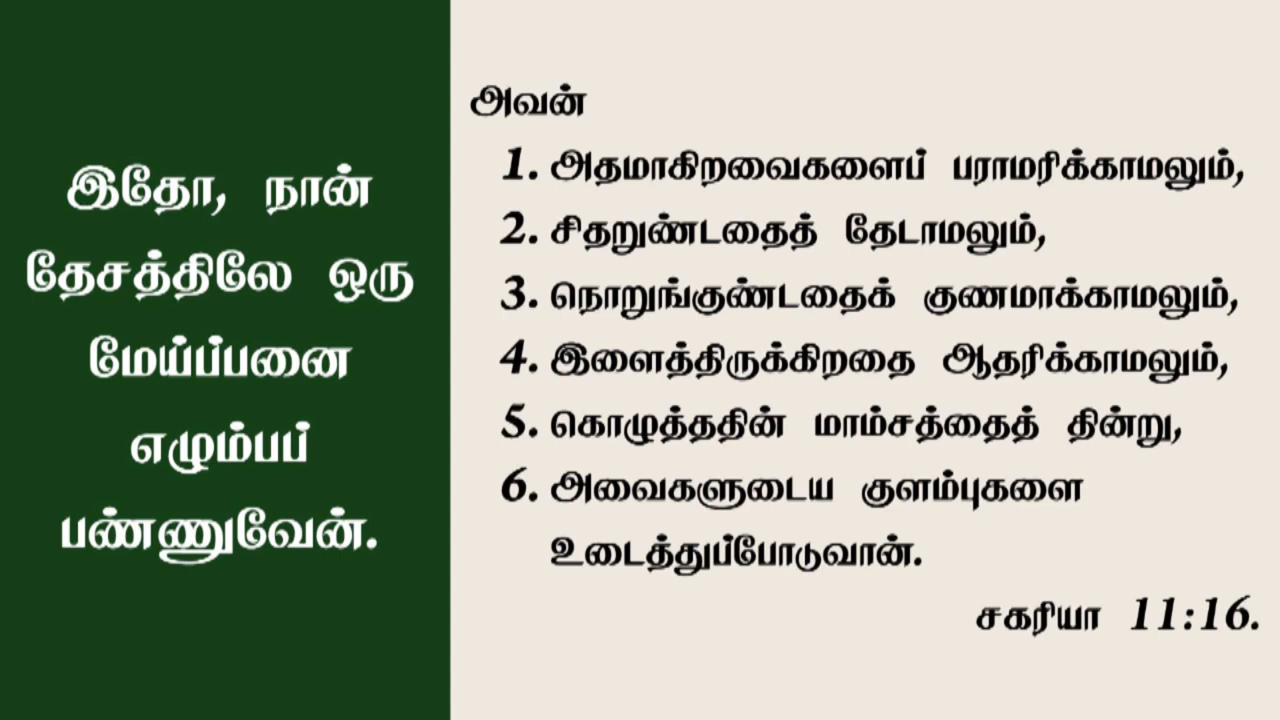 இதோ, நான்
தேசத்திலே ஒரு
மேய்ப்பனை
எழும்பப்
பண்ணுவேன்.
அவன்
1. அதமாகிறவைகளைப் பராமரிக்காமலும்,
2. சிதறுண்டதைத் தேடாமலும்,
3. நொறுங்குண்டதைக் குணமாக்காமலும்,
4. இளைத்திருக்கிறதை ஆதரிக்காமலும்,
5. கொழுத்ததின் மாம்சத்தைத் தின்று,
6. அவைகளுடைய குளம்புகளை
உடைத்துப்போடுவான்.
சகரியா 11:16.